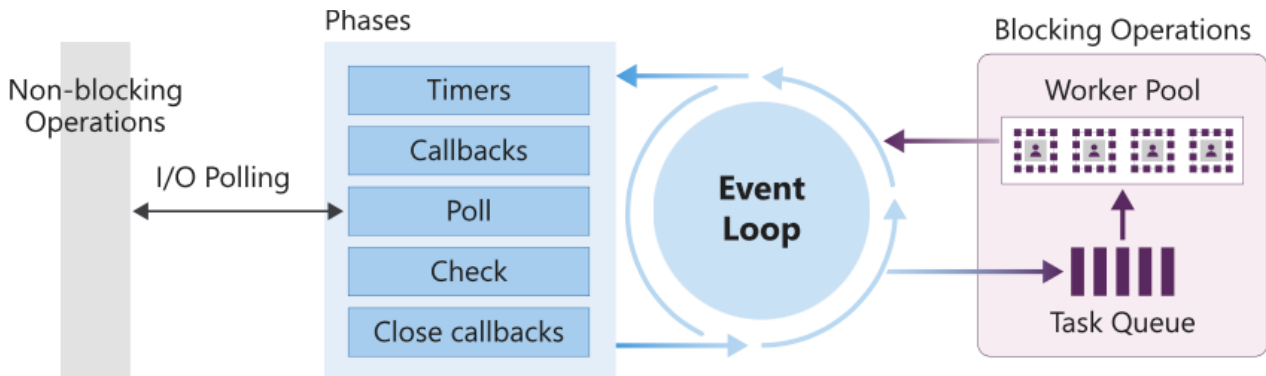 Phases
Non-blocking
Operations
I/O Polling
Timers
Callbacks
Poll
Check
Close callbacks
Event
Loop
Blocking Operations
Worker Pool
Task Queue